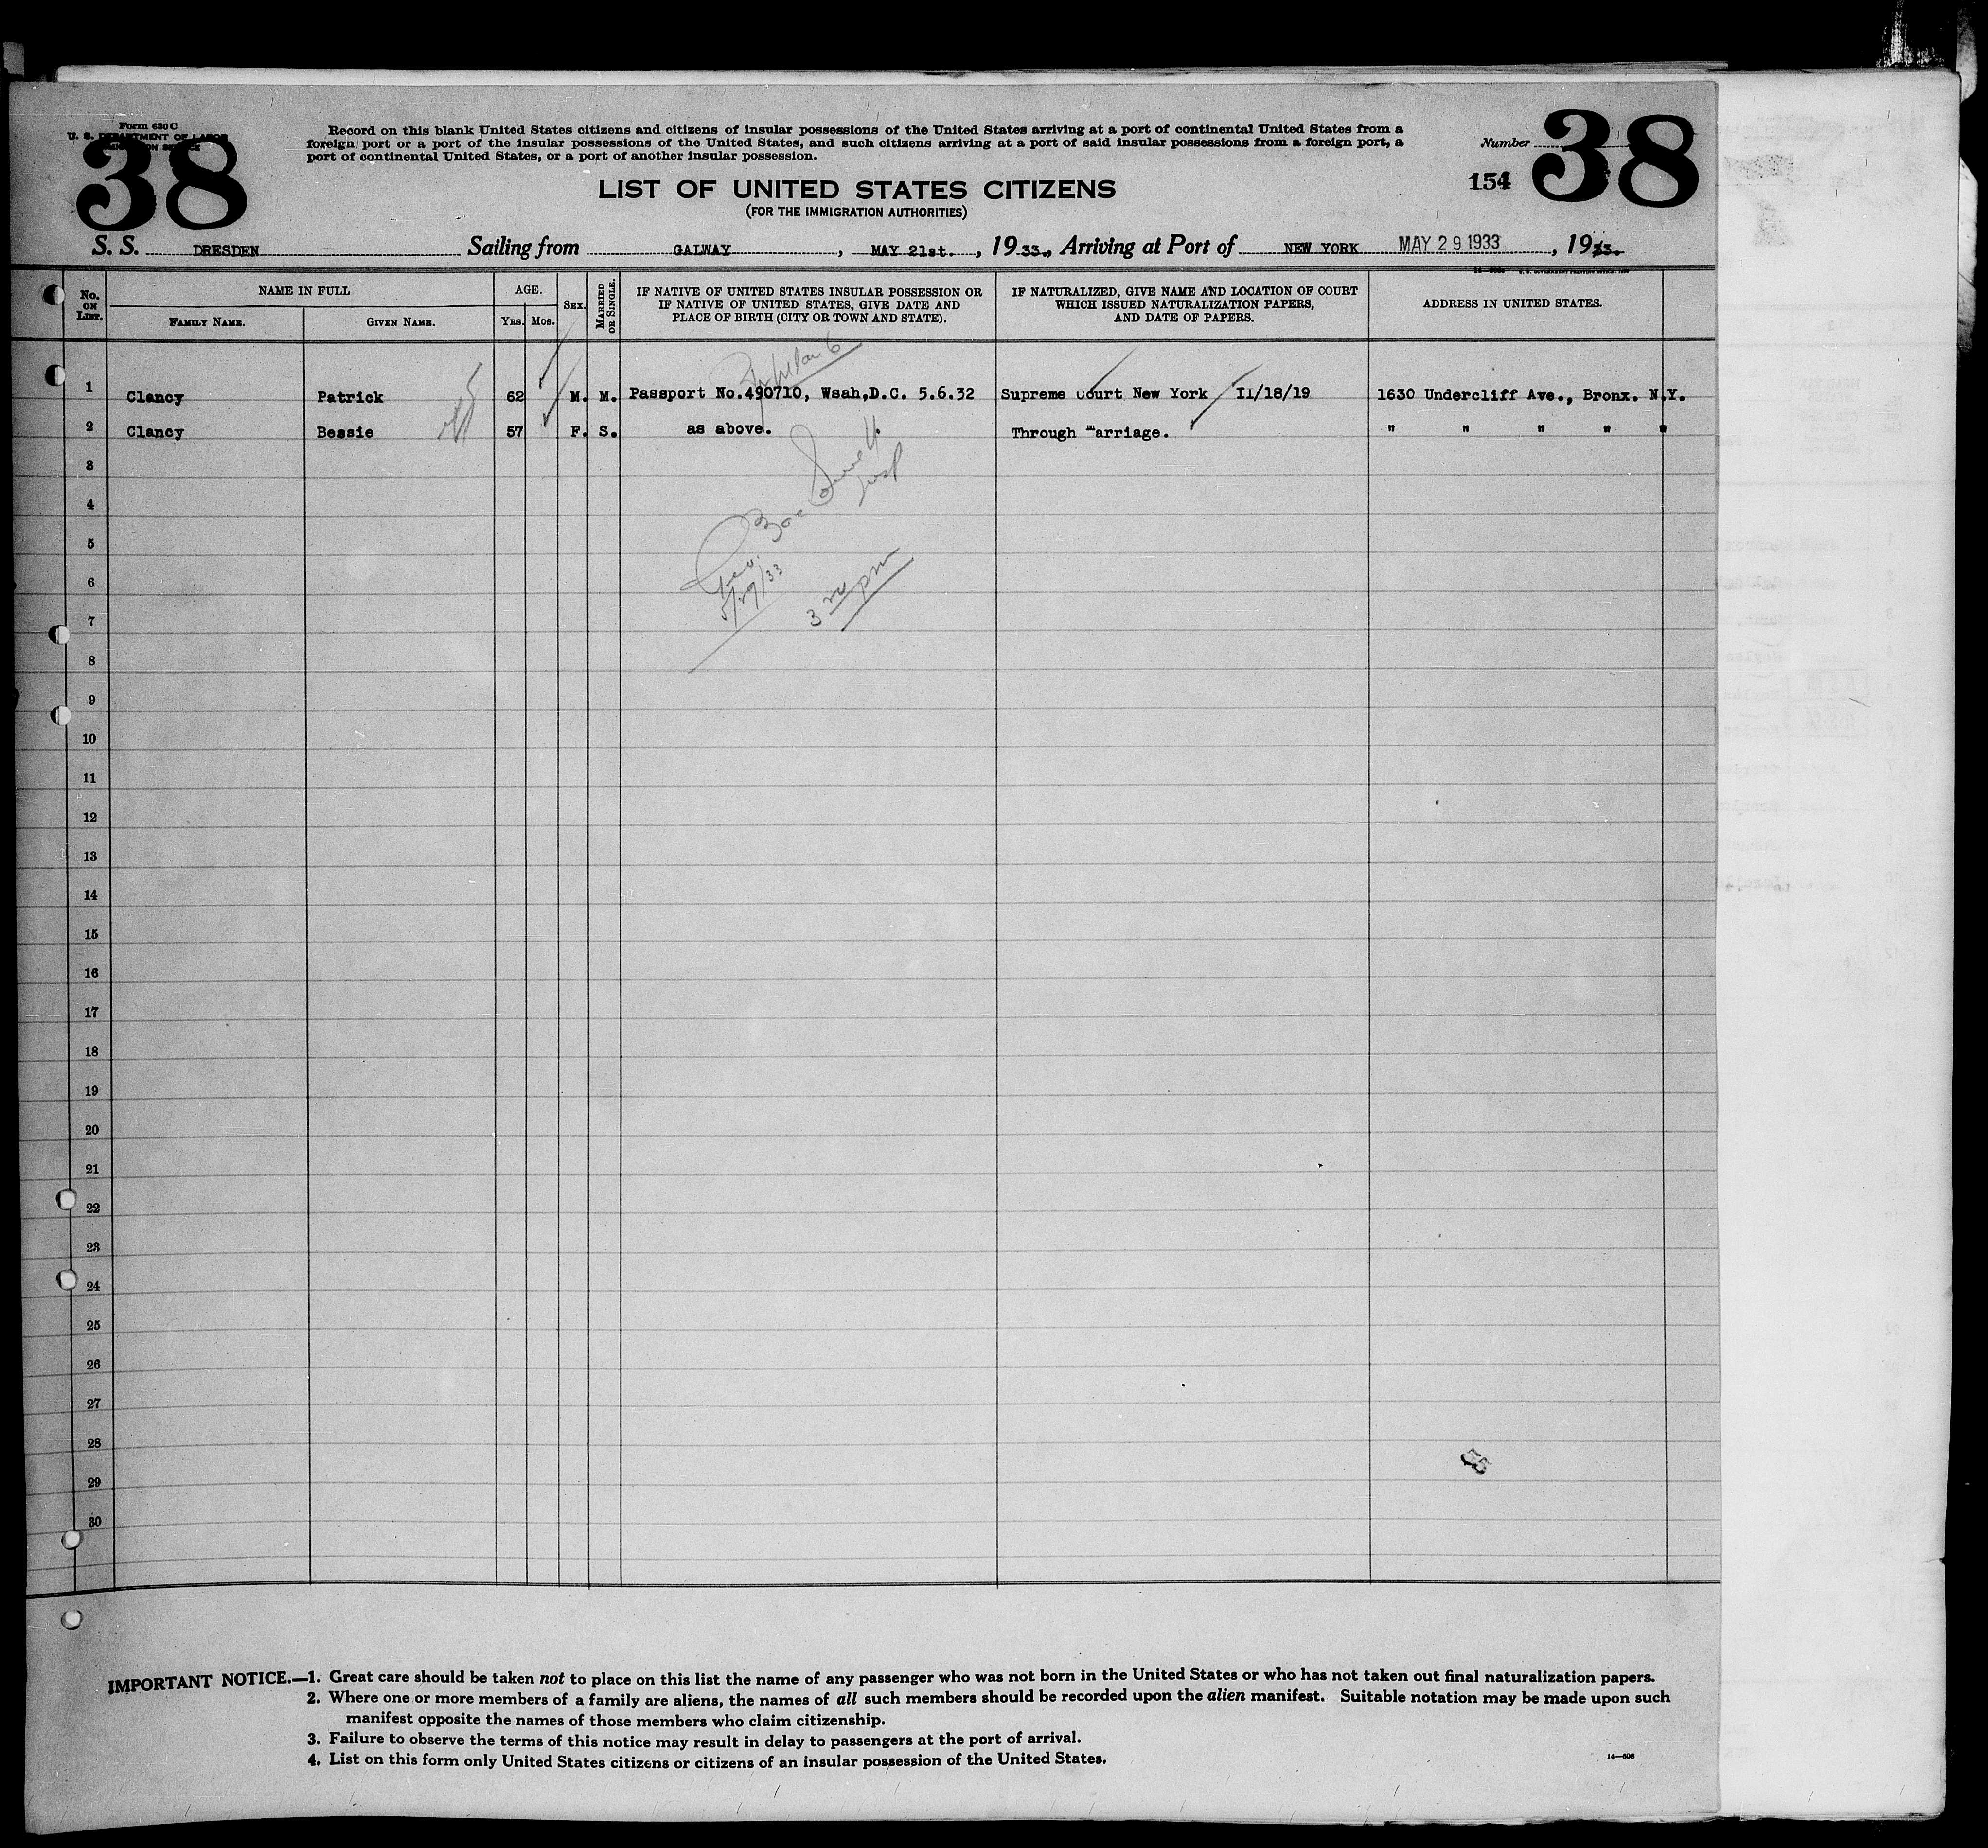 Form 630 C
U. S. DEPARTMENT OF LABOR
38
Record on this blank United States citizens and citizens of insular possessions of the United States arriving at a port of continental United States from a
foreign port or a port of the insular possessions of the United States, and such citizens arriving at a port of said insular possessions from a foreign port, a
port of continental United States, or a port of another insular possession.
Number
38
154
LIST OF UNITED STATES CITIZENS
(FOR THE IMMIGRATION AUTHORITIES)
S. S. DRESDEN Sailing from GALWAY, MAY 21st., 1933., Arriving at Port of NEW YORK MAY 29 1933, 1933.
No. ON LIST.
NAME IN FULL
FAMILY NAME. GIVEN NAME.
AGE.
YRS. MOS.
SEX.
MARRIED OR SINGLE.
IF NATIVE OF UNITED STATES INSULAR POSSESSION OR
IF NATIVE OF UNITED STATES, GIVE DATE AND
PLACE OF BIRTH (CITY OR TOWN AND STATE).
IF NATURALIZED, GIVE NAME AND LOCATION OF COURT
WHICH ISSUED NATURALIZATION PAPERS,
AND DATE OF PAPERS.
ADDRESS IN UNITED STATES.
1 Clancy Patrick 62 M. M. Passport No.490710, Wsah,D.C. 5.6.32 Supreme court New York II/18/19 1630 Undercliff Ave., Bronx. N.Y.
2 Clancy Bessie 57 F. S. as above. Through marriage. " " " " "
3
4
5
6
5/29/33
7
8
9
10
11
12
13
14
15
16
17
18
19
20
21
22
23
24
25
26
27
28
29
30
IMPORTANT NOTICE.—1. Great care should be taken not to place on this list the name of any passenger who was not born in the United States or who has not taken out final naturalization papers.
2. Where one or more members of a family are aliens, the names of all such members should be recorded upon the alien manifest. Suitable notation may be made upon such
manifest opposite the names of those members who claim citizenship.
3. Failure to observe the terms of this notice may result in delay to passengers at the port of arrival.
4. List on this form only United States citizens or citizens of an insular possession of the United States.